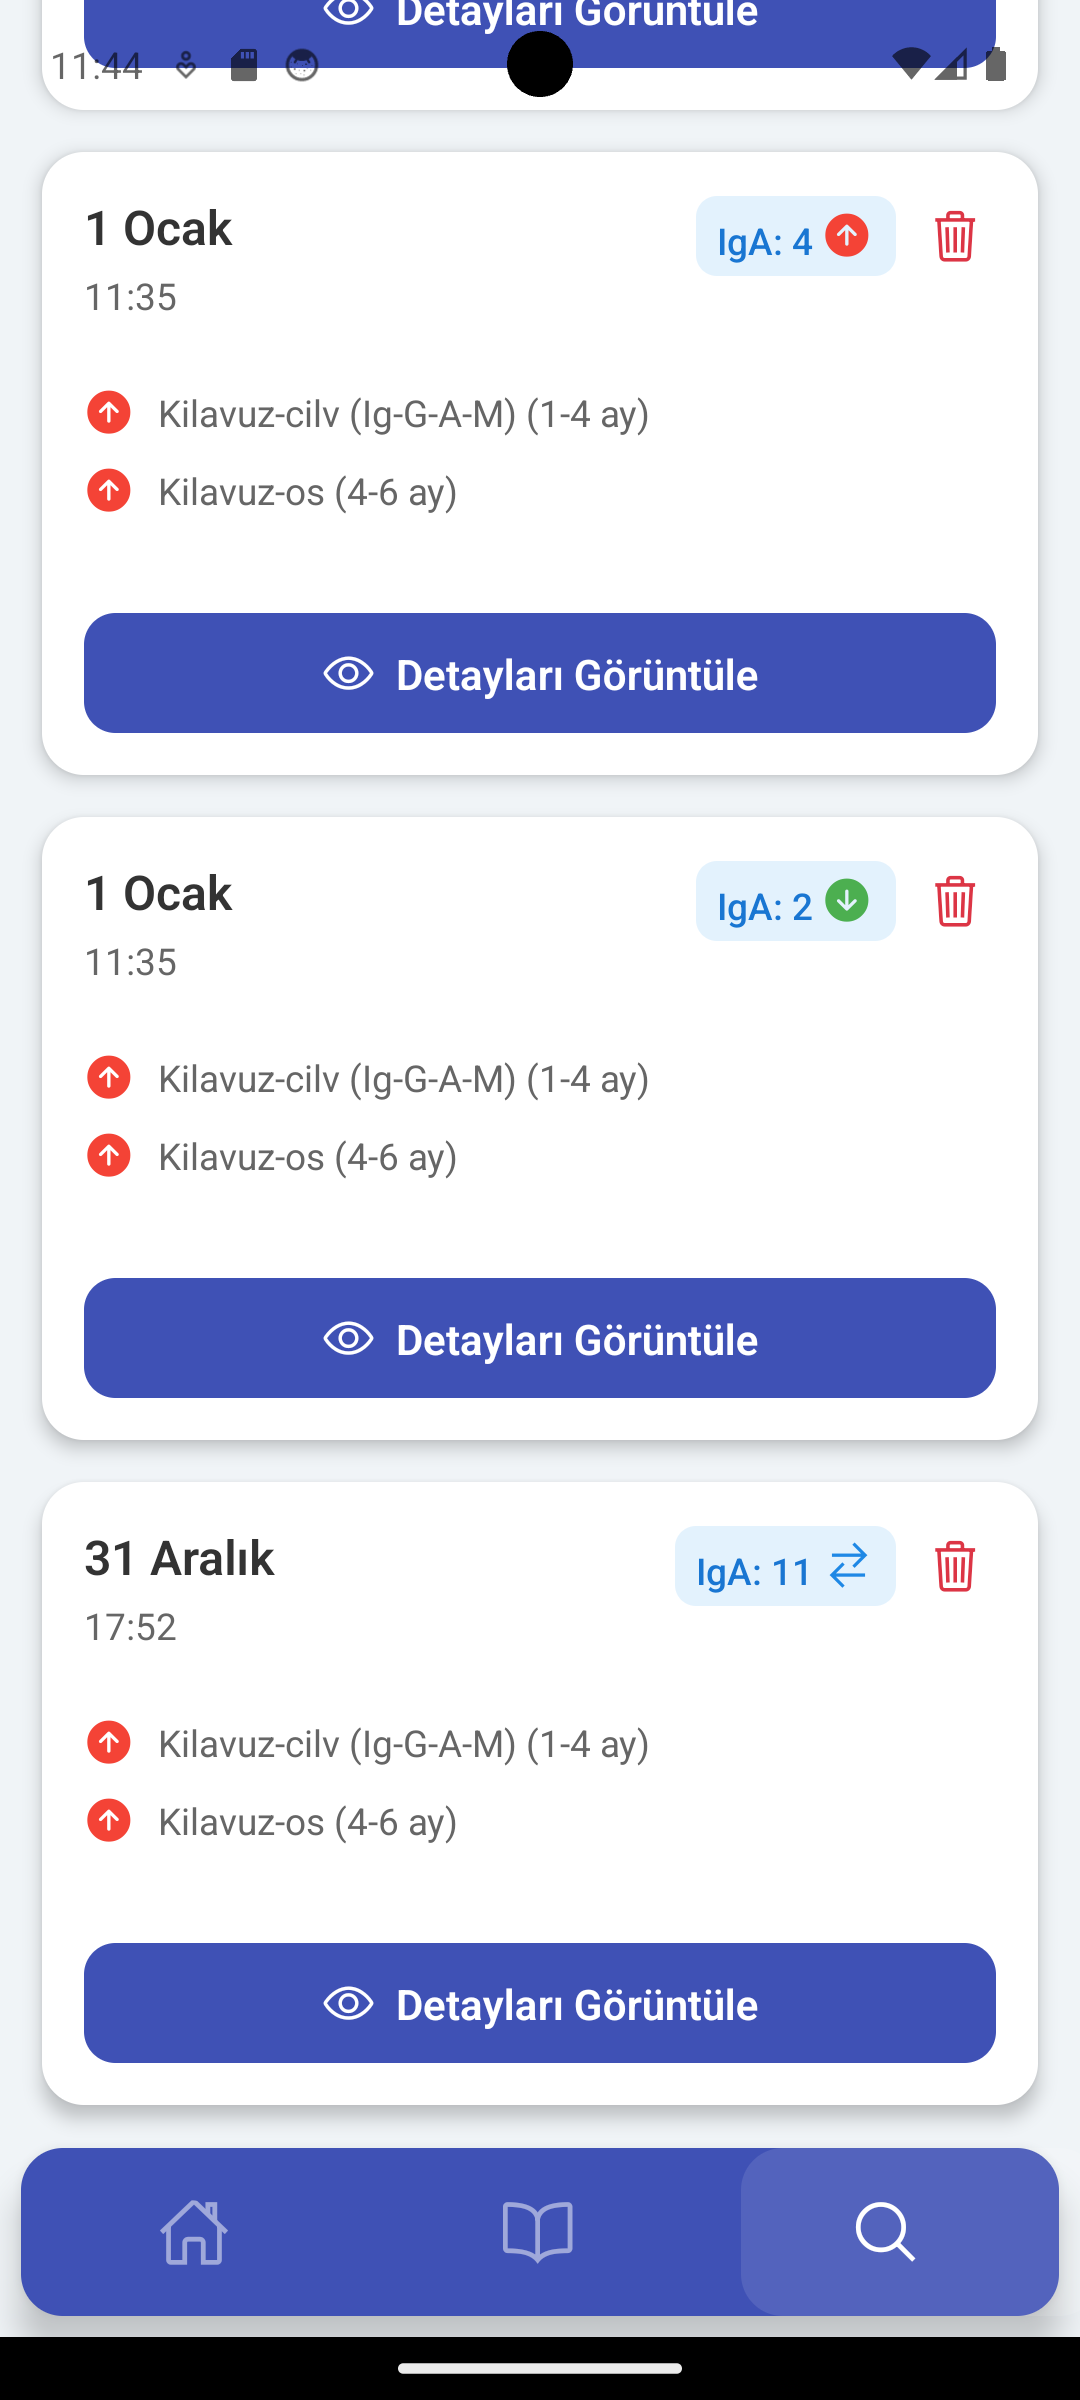 Detayları Görüntüle
11:44
1 Ocak
IgA: 4
11:35
Kilavuz-cilv (Ig-G-A-M) (1-4 ay)
Kilavuz-os (4-6 ay)
Detayları Görüntüle
1 Ocak
IgA: 2
11:35
Kilavuz-cilv (Ig-G-A-M) (1-4 ay)
Kilavuz-os (4-6 ay)
Detayları Görüntüle
31 Aralık
IgA: 11
17:52
Kilavuz-cilv (Ig-G-A-M) (1-4 ay)
Kilavuz-os (4-6 ay)
Detayları Görüntüle